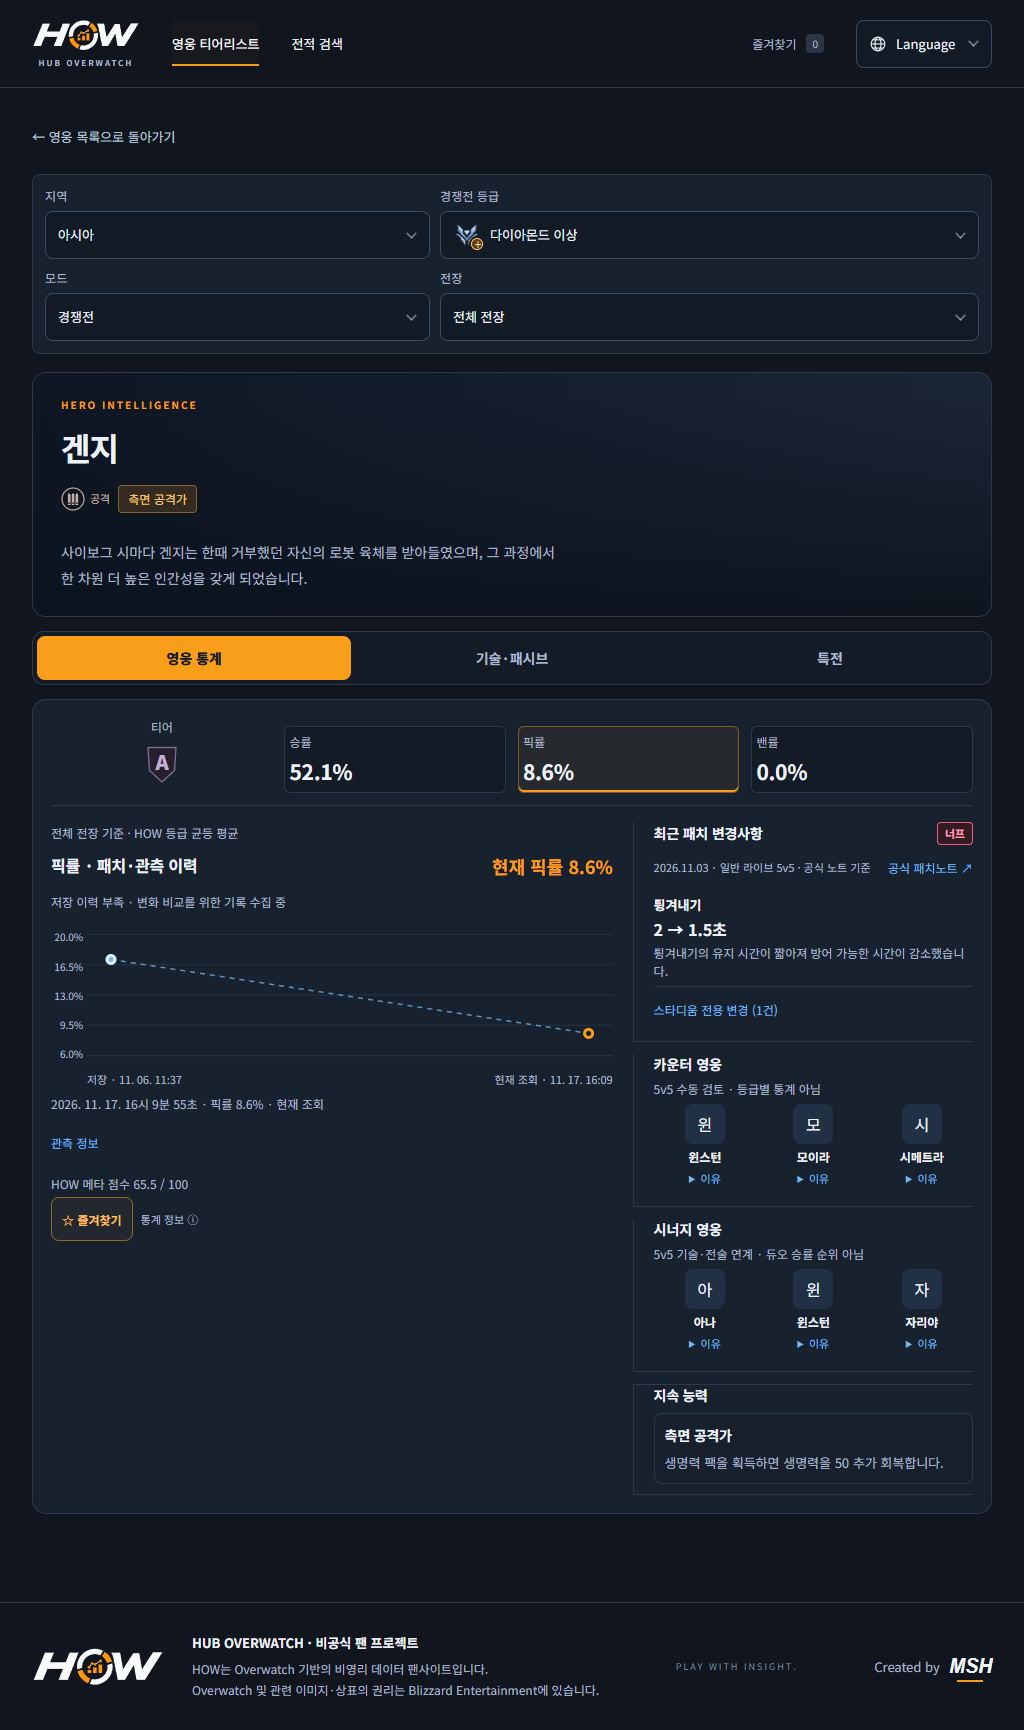 HOW
HUB OVERWATCH
영웅 티어리스트
전적 검색
즐겨찾기 0
Language
← 영웅 목록으로 돌아가기
지역
아시아
경쟁전 등급
다이아몬드 이상
모드
경쟁전
전장
전체 전장
HERO INTELLIGENCE
겐지
공격
측면 공격가
사이보그 시마다 겐지는 한때 거부했던 자신의 로봇 육체를 받아들였으며, 그 과정에서
한 차원 더 높은 인간성을 갖게 되었습니다.
영웅 통계
기술·패시브
특전
티어
A
승률
52.1%
픽률
8.6%
밴률
0.0%
전체 전장 기준 · HOW 등급 균등 평균
픽률 · 패치·관측 이력
현재 픽률 8.6%
저장 이력 부족 · 변화 비교를 위한 기록 수집 중
20.0%
16.5%
13.0%
9.5%
6.0%
저장 · 11. 06. 11:37
현재 조회 · 11. 17. 16:09
2026. 11. 17. 16시 9분 55초 · 픽률 8.6% · 현재 조회
관측 정보
HOW 메타 점수 65.5 / 100
☆ 즐겨찾기
통계 정보 ⓘ
최근 패치 변경사항
너프
2026.11.03 · 일반 라이브 5v5 · 공식 노트 기준
공식 패치노트 ↗
튕겨내기
2 → 1.5초
튕겨내기의 유지 시간이 짧아져 방어 가능한 시간이 감소했습니
다.
스타디움 전용 변경 (1건)
카운터 영웅
5v5 수동 검토 · 등급별 통계 아님
윈
모
시
윈스턴
모이라
시메트라
▶ 이유
▶ 이유
▶ 이유
시너지 영웅
5v5 기술·전술 연계 · 듀오 승률 순위 아님
아
윈
자
아나
윈스턴
자리야
▶ 이유
▶ 이유
▶ 이유
지속 능력
측면 공격가
생명력 팩을 획득하면 생명력을 50 추가 회복합니다.
HOW
HUB OVERWATCH · 비공식 팬 프로젝트
HOW는 Overwatch 기반의 비영리 데이터 팬사이트입니다.
Overwatch 및 관련 이미지·상표의 권리는 Blizzard Entertainment에 있습니다.
PLAY WITH INSIGHT.
Created by MSH